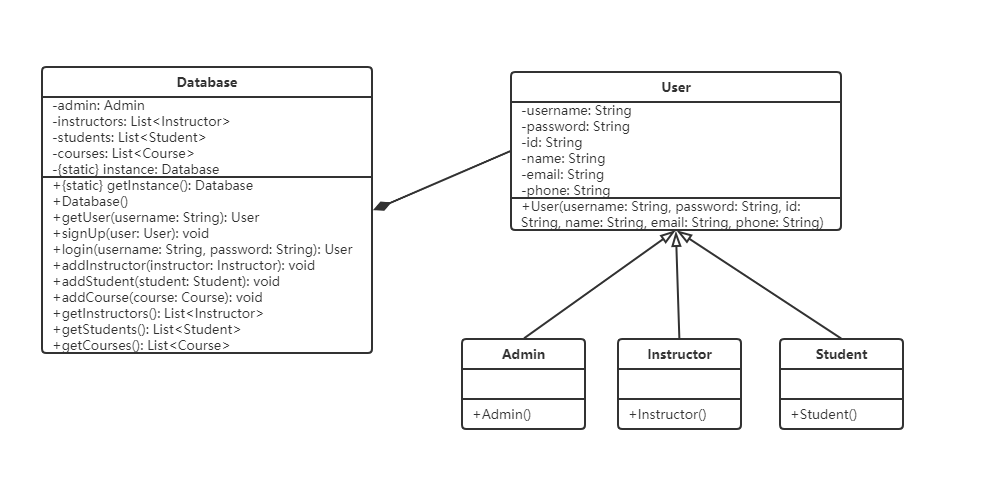 Database
-admin: Admin
-instructors: List<Instructor>
-students: List<Student>
-courses: List<Course>
-{static} instance: Database
+{static} getInstance(): Database
+Database()
+getUser(username: String): User
+signUp(user: User): void
+login(username: String, password: String): User
+addInstructor(instructor: Instructor): void
+addStudent(student: Student): void
+addCourse(course: Course): void
+getInstructors(): List<Instructor>
+getStudents(): List<Student>
+getCourses(): List<Course>
User
-username: String
-password: String
-id: String
-name: String
-email: String
-phone: String
+User(username: String, password: String, id:
String, name: String, email: String, phone: String)
Admin
+Admin()
Instructor
+Instructor()
Student
+Student()